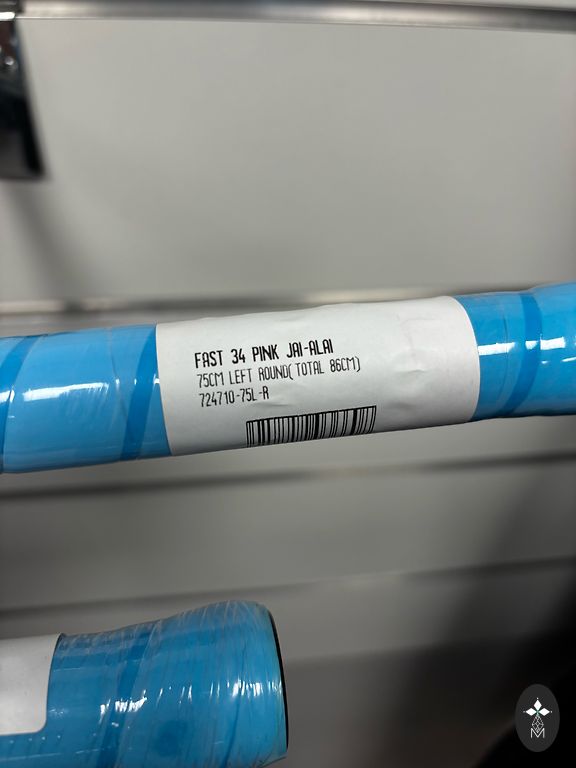 FAST 34 PINK JAI-ALAI
75CM LEFT ROUND(TOTAL 86CM)
724710-75L-R